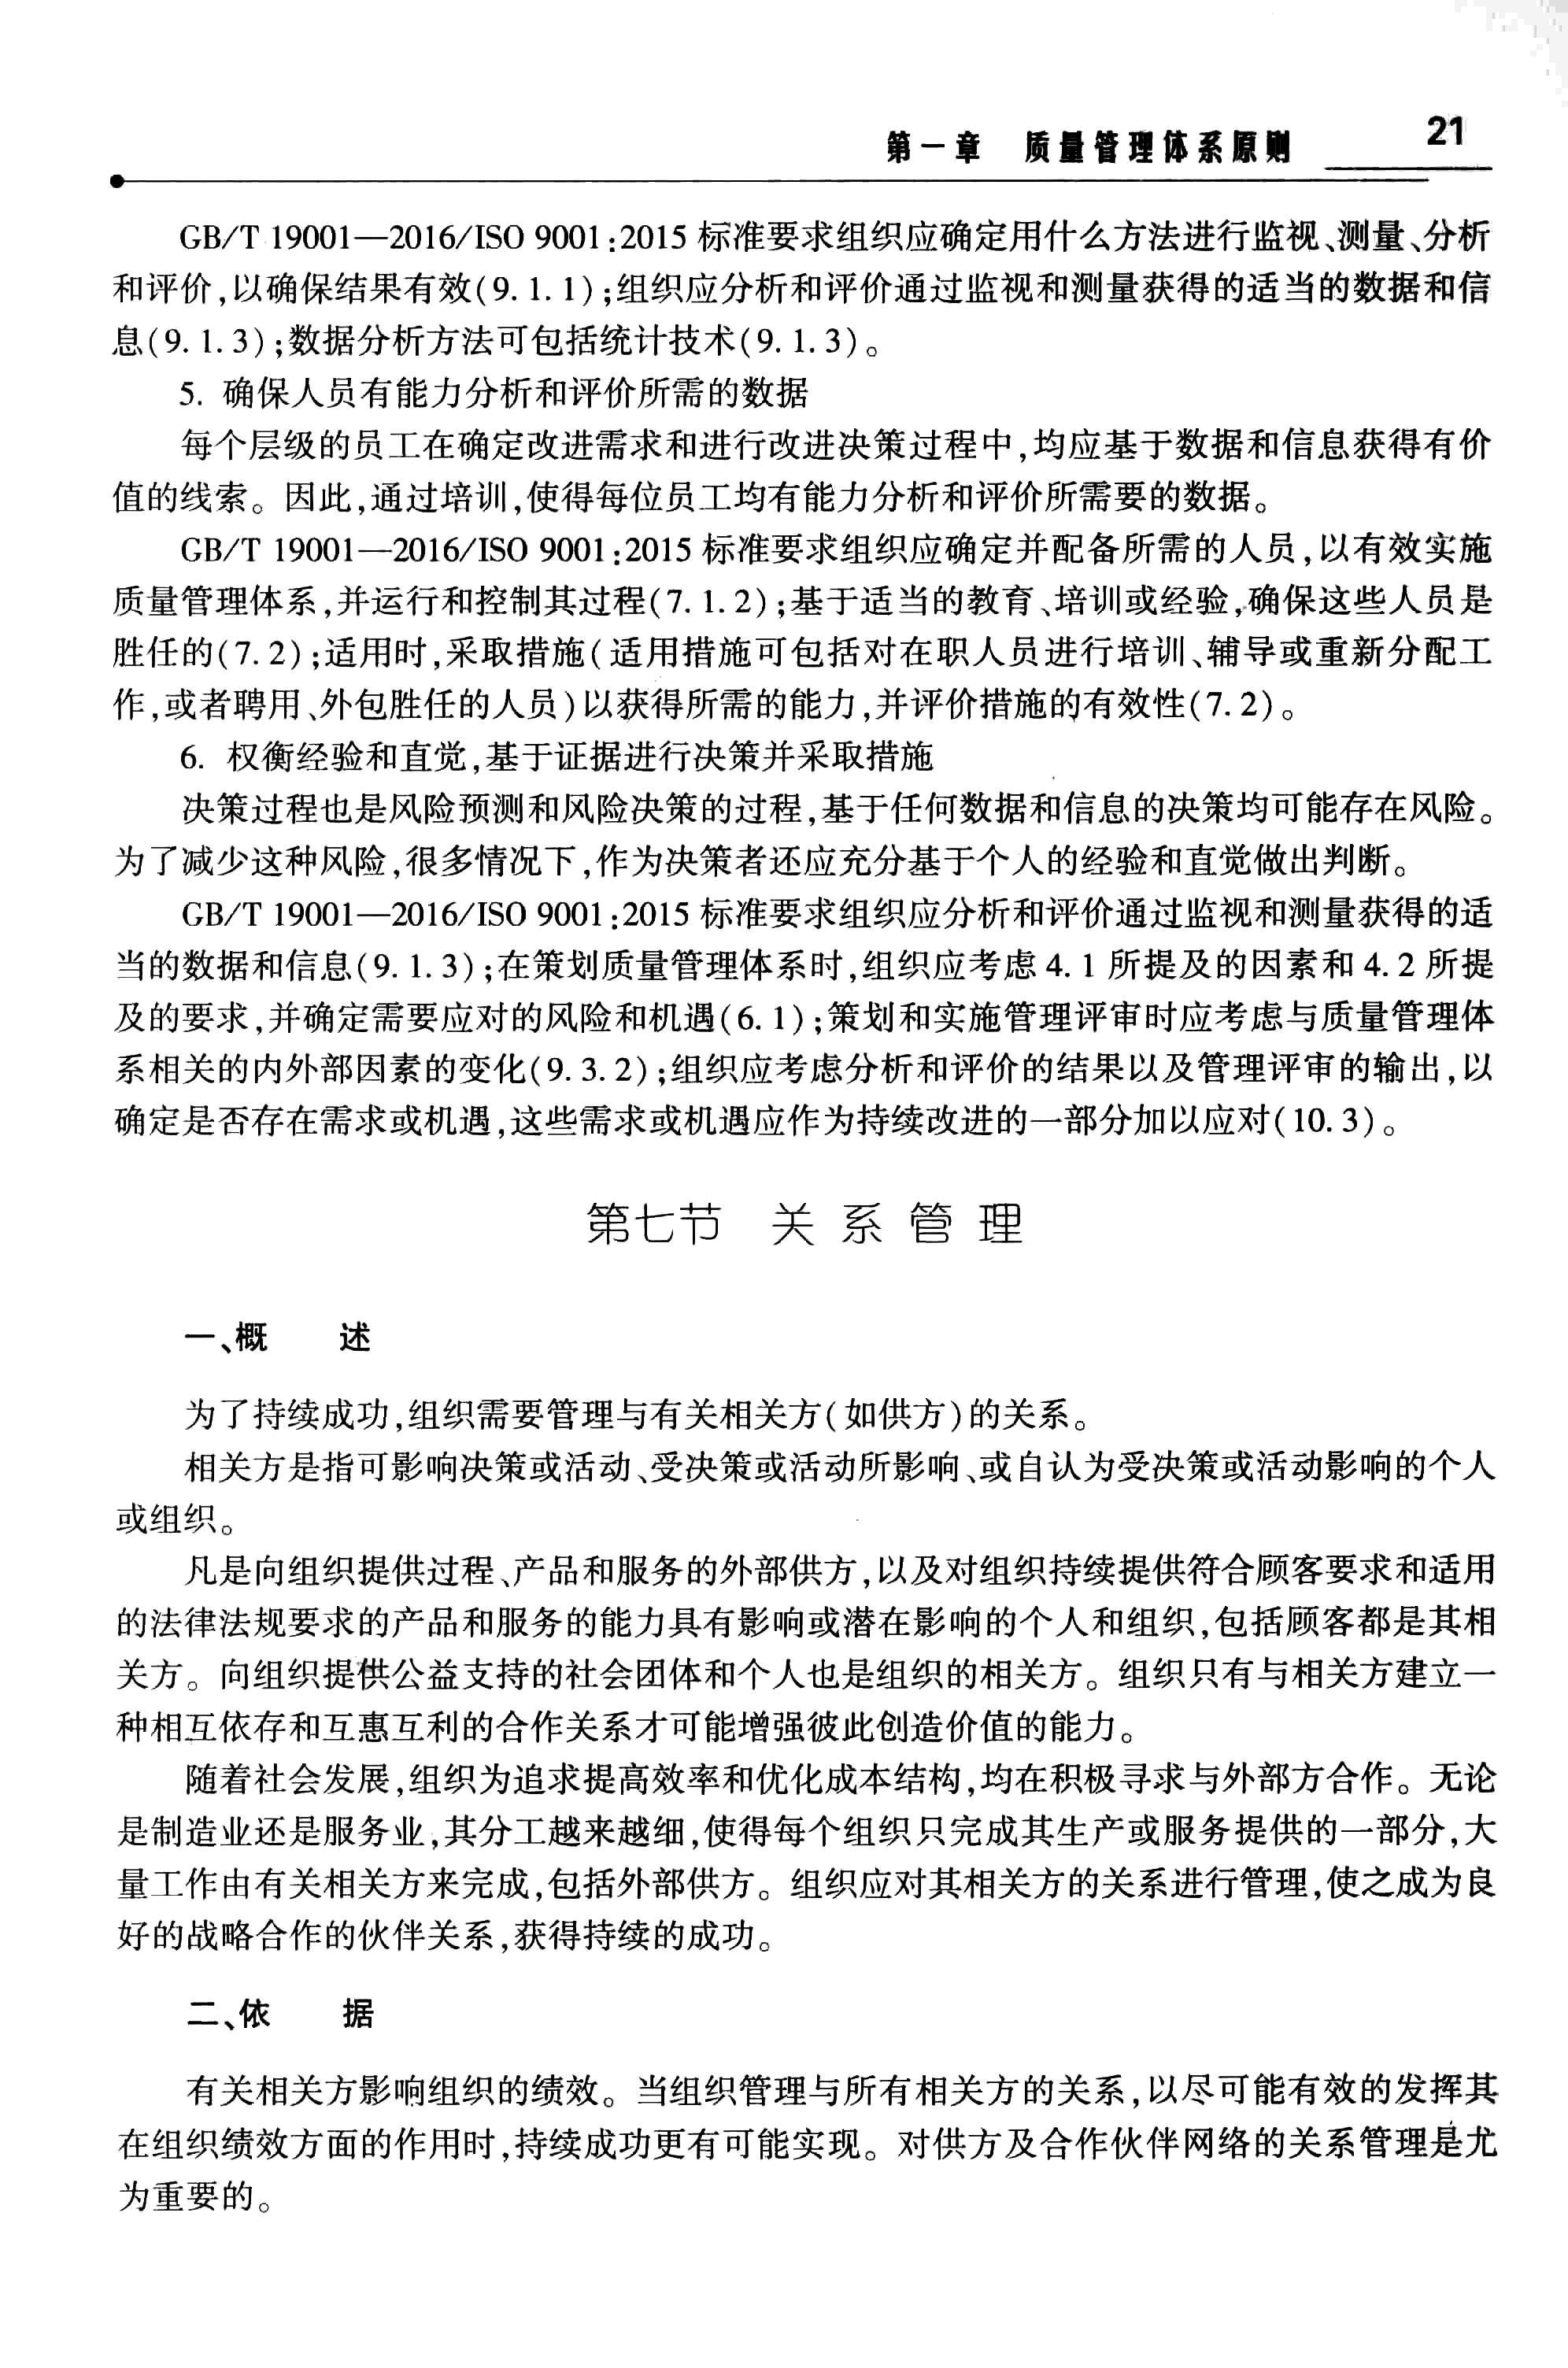 第一章 质量管理体系原则 21
GB/T 19001—2016/ISO 9001:2015 标准要求组织应确定用什么方法进行监视、测量、分析
和评价,以确保结果有效(9.1.1);组织应分析和评价通过监视和测量获得的适当的数据和信
息(9.1.3);数据分析方法可包括统计技术(9.1.3)。
5. 确保人员有能力分析和评价所需的数据
每个层级的员工在确定改进需求和进行改进决策过程中,均应基于数据和信息获得有价
值的线索。因此,通过培训,使得每位员工均有能力分析和评价所需要的数据。
GB/T 19001—2016/ISO 9001:2015 标准要求组织应确定并配备所需的人员,以有效实施
质量管理体系,并运行和控制其过程(7.1.2);基于适当的教育、培训或经验,确保这些人员是
胜任的(7.2);适用时,采取措施(适用措施可包括对在职人员进行培训、辅导或重新分配工
作,或者聘用、外包胜任的人员)以获得所需的能力,并评价措施的有效性(7.2)。
6. 权衡经验和直觉,基于证据进行决策并采取措施
决策过程也是风险预测和风险决策的过程,基于任何数据和信息的决策均可能存在风险。
为了减少这种风险,很多情况下,作为决策者还应充分基于个人的经验和直觉做出判断。
GB/T 19001—2016/ISO 9001:2015 标准要求组织应分析和评价通过监视和测量获得的适
当的数据和信息(9.1.3);在策划质量管理体系时,组织应考虑 4.1 所提及的因素和 4.2 所提
及的要求,并确定需要应对的风险和机遇(6.1);策划和实施管理评审时应考虑与质量管理体
系相关的内外部因素的变化(9.3.2);组织应考虑分析和评价的结果以及管理评审的输出,以
确定是否存在需求或机遇,这些需求或机遇应作为持续改进的一部分加以应对(10.3)。
第七节 关系管理
一、概 述
为了持续成功,组织需要管理与有关相关方(如供方)的关系。
相关方是指可影响决策或活动、受决策或活动所影响、或自认为受决策或活动影响的个人
或组织。
凡是向组织提供过程、产品和服务的外部供方,以及对组织持续提供符合顾客要求和适用
的法律法规要求的产品和服务的能力具有影响或潜在影响的个人和组织,包括顾客都是其相
关方。向组织提供公益支持的社会团体和个人也是组织的相关方。组织只有与相关方建立一
种相互依存和互惠互利的合作关系才可能增强彼此创造价值的能力。
随着社会发展,组织为追求提高效率和优化成本结构,均在积极寻求与外部方合作。无论
是制造业还是服务业,其分工越来越细,使得每个组织只完成其生产或服务提供的一部分,大
量工作由有关相关方来完成,包括外部供方。组织应对其相关方的关系进行管理,使之成为良
好的战略合作的伙伴关系,获得持续的成功。
二、依 据
有关相关方影响组织的绩效。当组织管理与所有相关方的关系,以尽可能有效的发挥其
在组织绩效方面的作用时,持续成功更有可能实现。对供方及合作伙伴网络的关系管理是尤
为重要的。